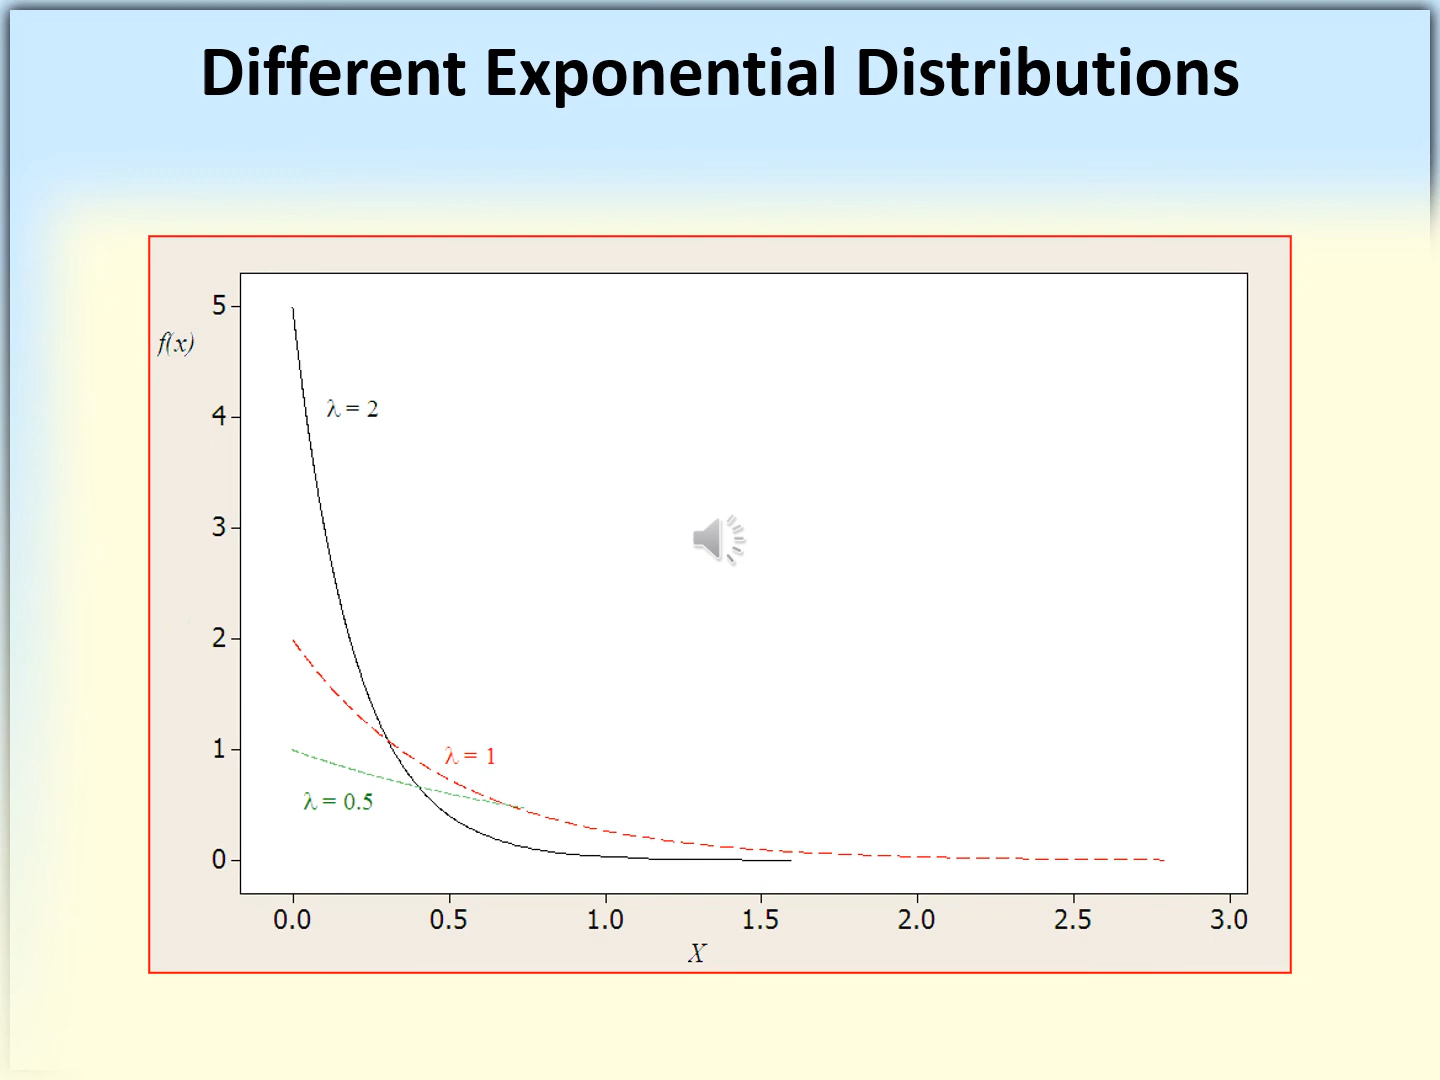 Different Exponential Distributions
5
f(x)
λ = 2
4
3
2
1
λ = 1
λ = 0.5
0
0.0 0.5 1.0 1.5 2.0 2.5 3.0
X